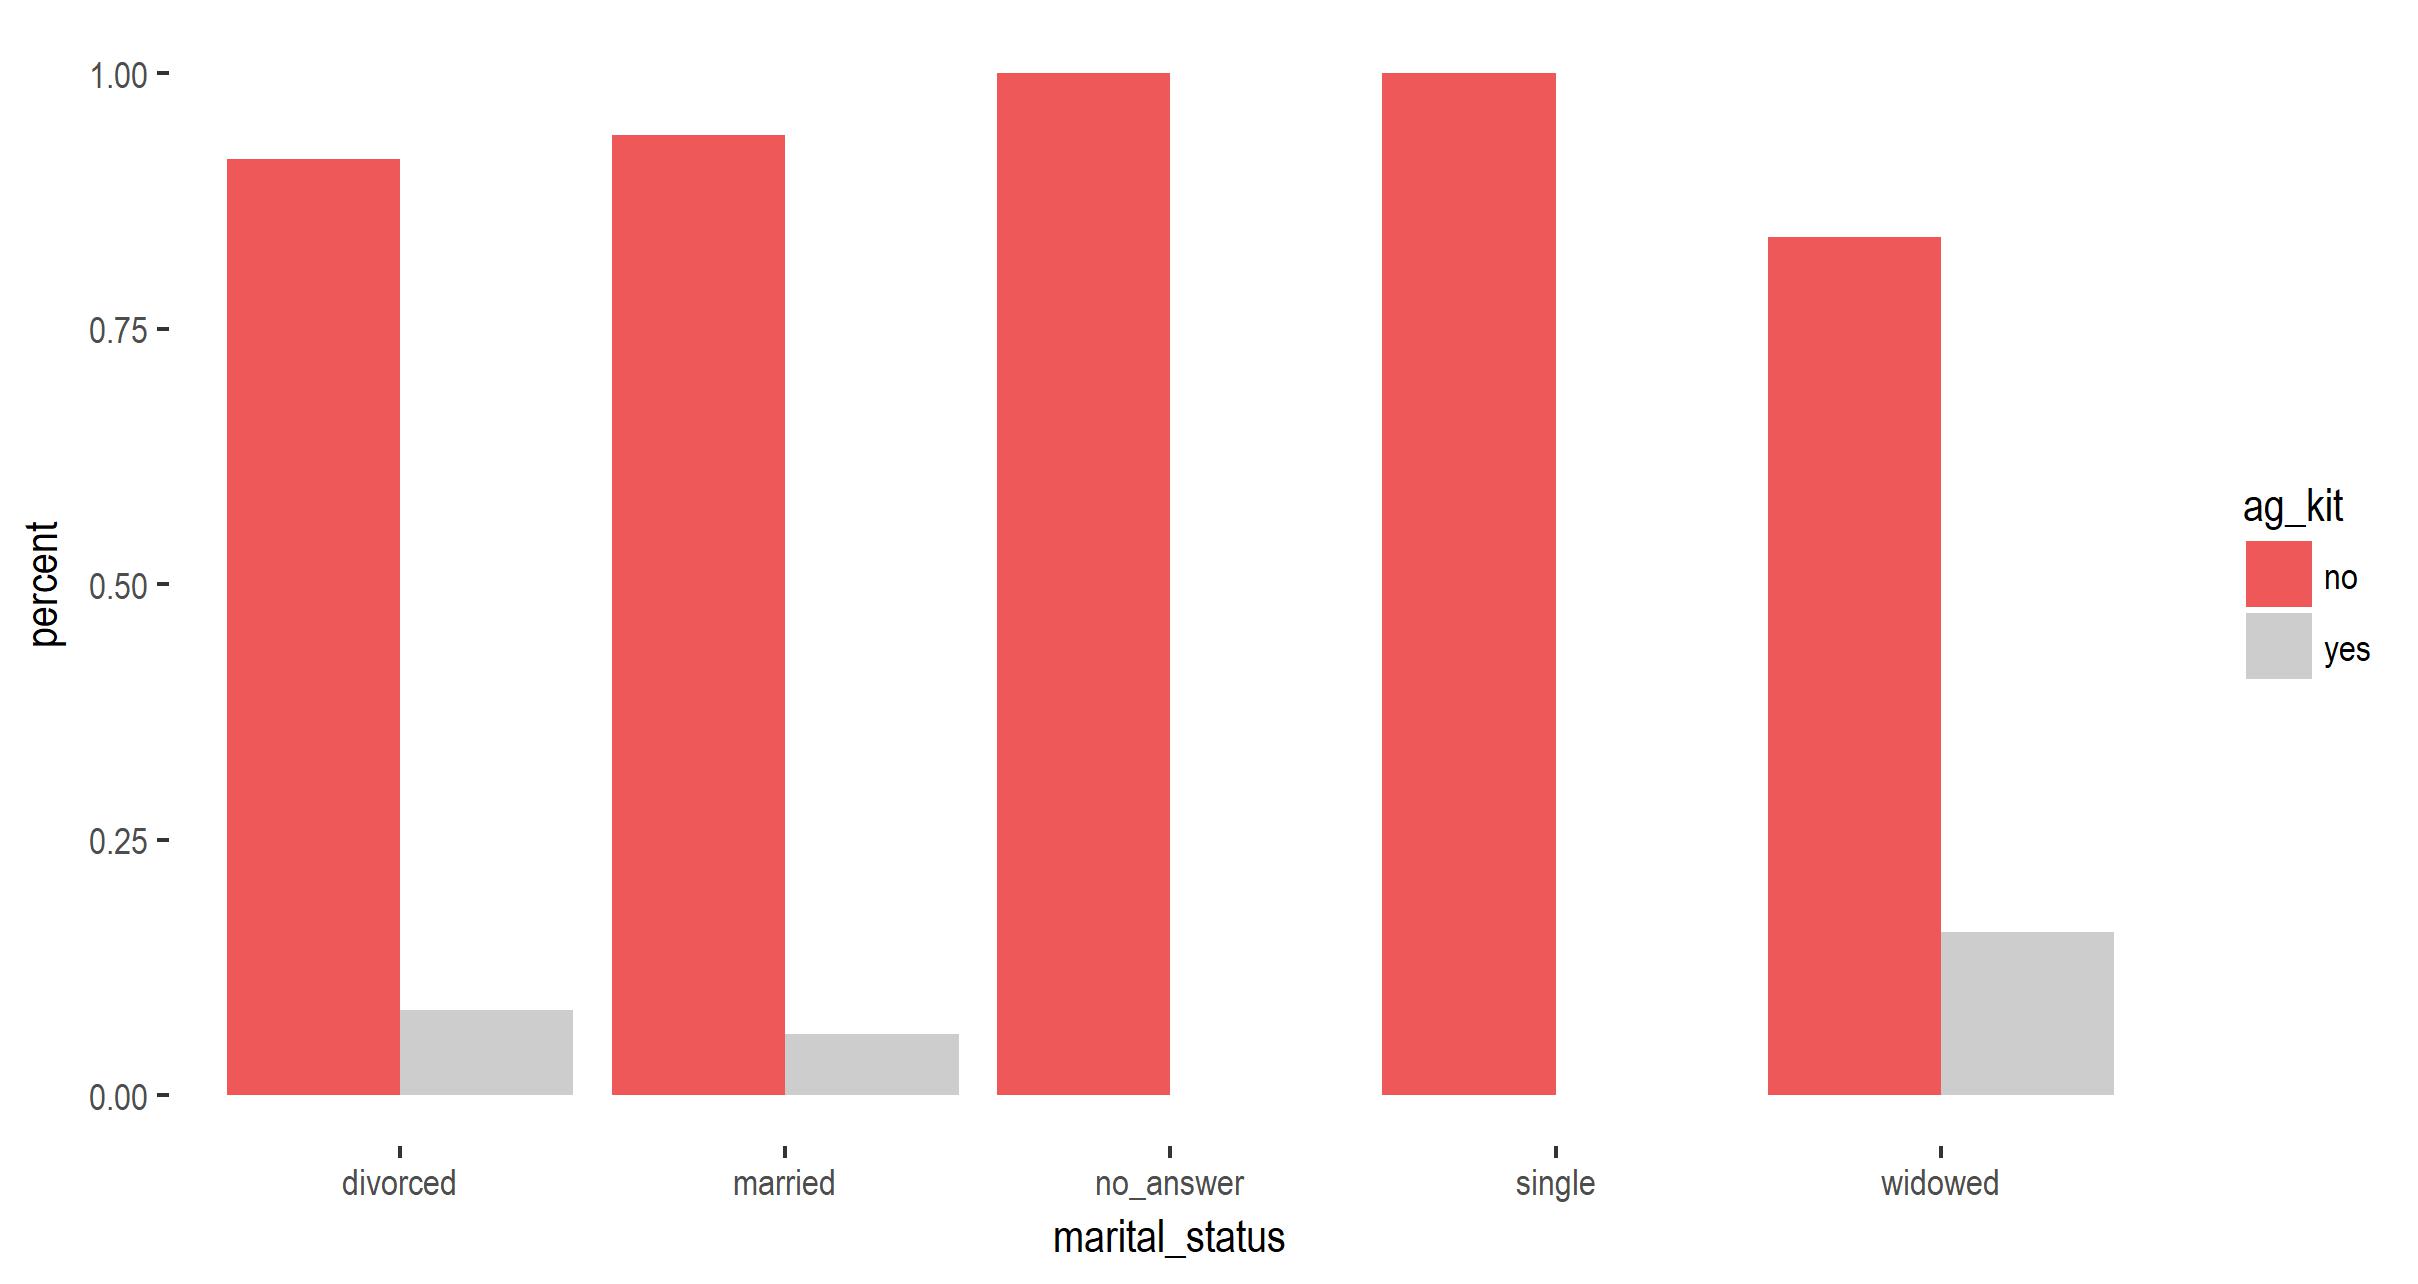 1.00
0.75
0.50
0.25
0.00
percent
divorced
married
no_answer
single
widowed
marital_status
ag_kit
no
yes